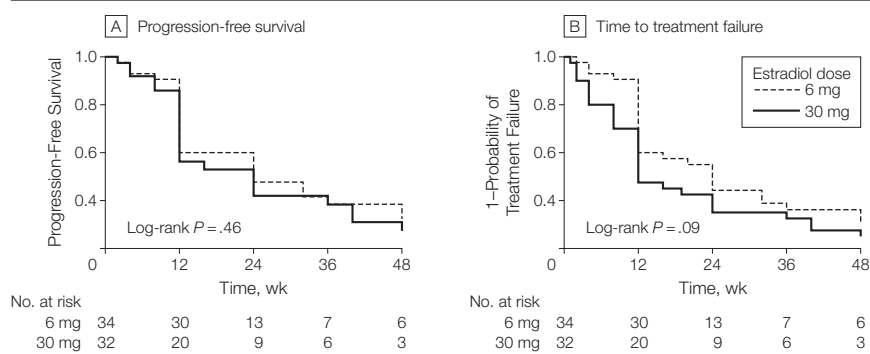 A Progression-free survival
1.0
0.8
0.6
0.4
0
12
24
36
48
Progression-Free Survival
Log-rank P = .46
Time, wk
No. at risk
6 mg 34 30 13 7 6
30 mg 32 20 9 6 3
B Time to treatment failure
1.0
0.8
0.6
0.4
0
12
24
36
48
1–Probability of
Treatment Failure
Estradiol dose
6 mg
30 mg
Log-rank P = .09
Time, wk
No. at risk
6 mg 34 30 13 7 6
30 mg 32 20 9 6 3